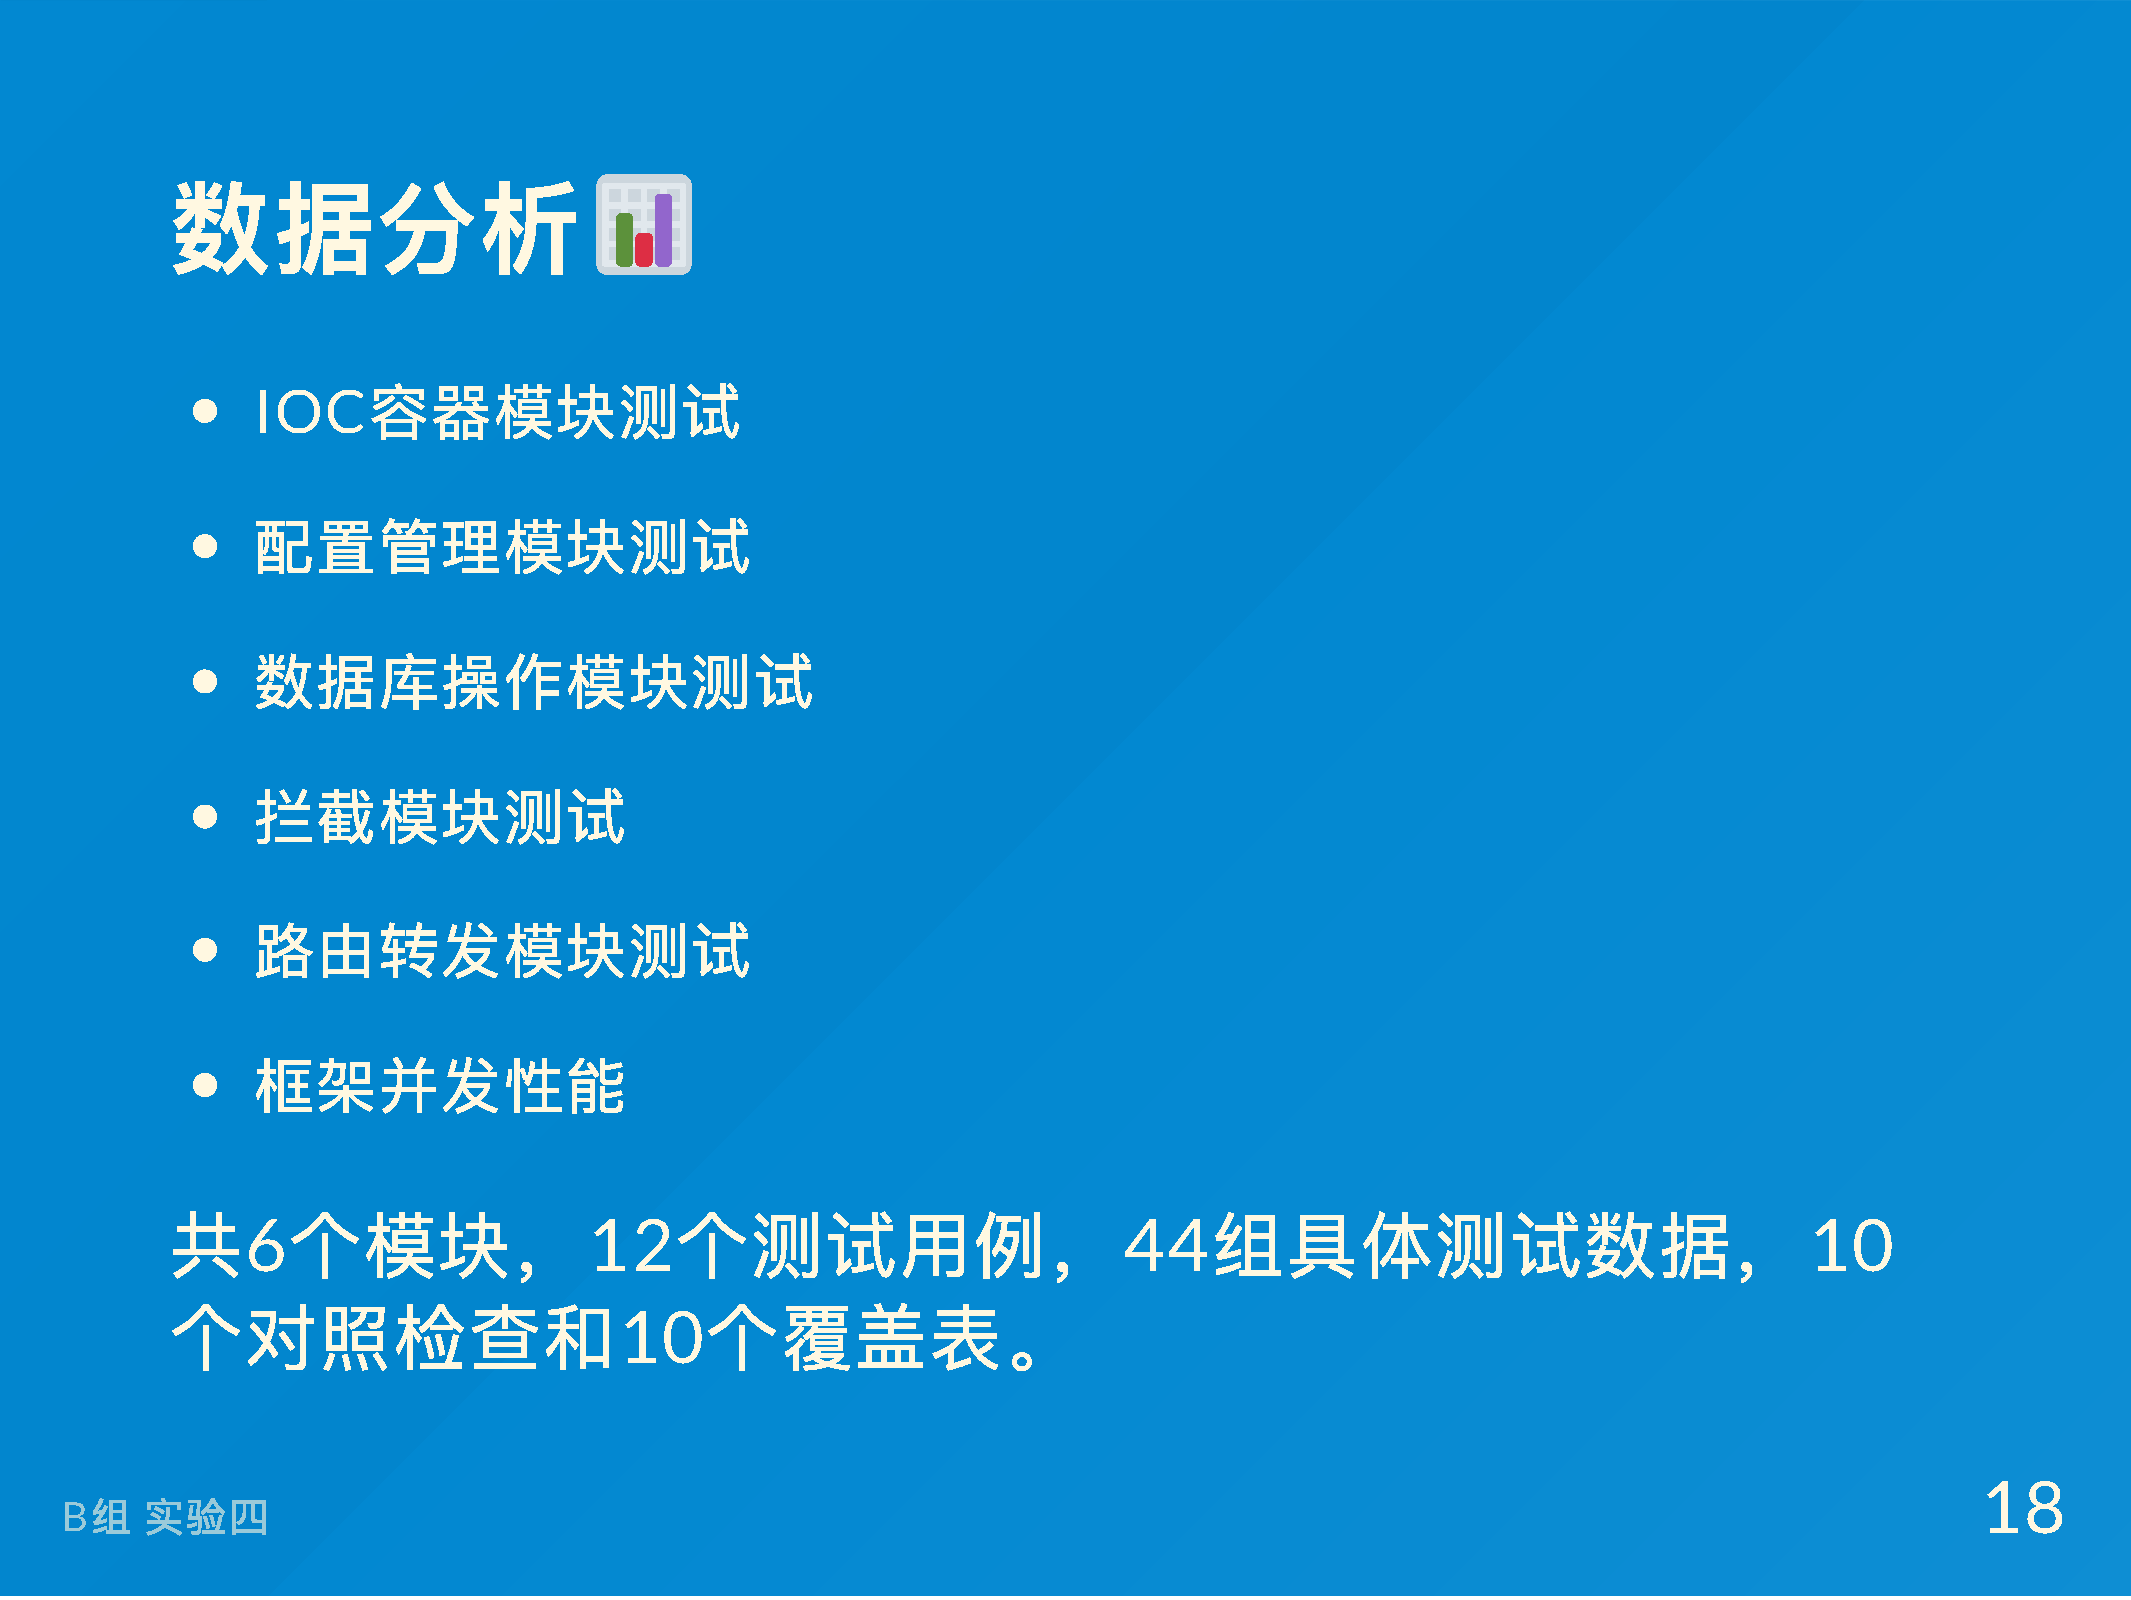 数据分析📊
• IOC容器模块测试
• 配置管理模块测试
• 数据库操作模块测试
• 拦截模块测试
• 路由转发模块测试
• 框架并发性能
共6个模块，12个测试用例，44组具体测试数据，10
个对照检查和10个覆盖表。
B组 实验四
18